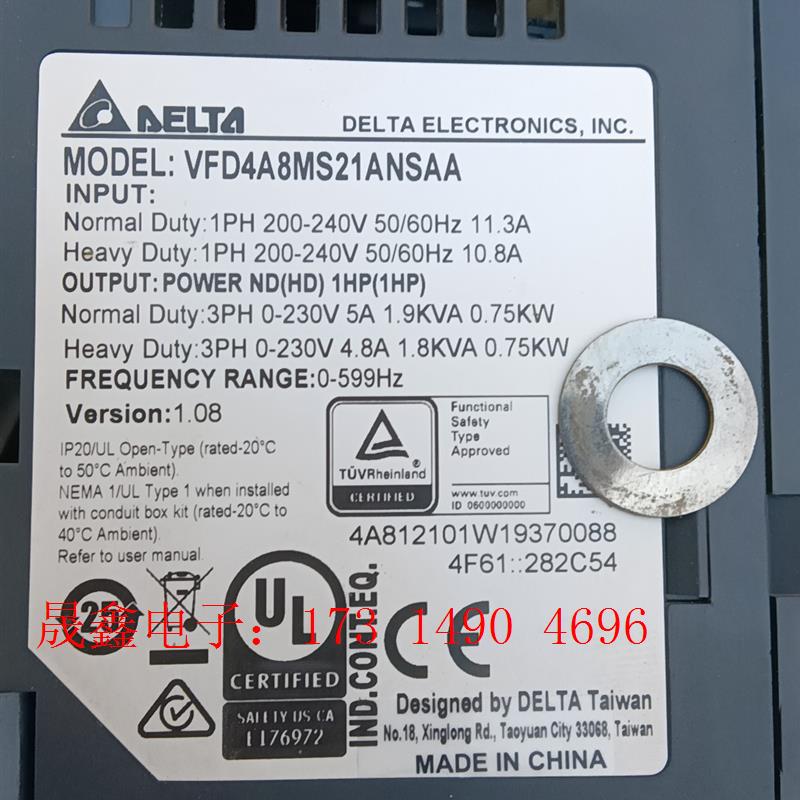 DELTA
DELTA ELECTRONICS, INC.
MODEL: VFD4A8MS21ANSAA
INPUT:
Normal Duty:1PH 200-240V 50/60Hz 11.3A
Heavy Duty:1PH 200-240V 50/60Hz 10.8A
OUTPUT: POWER ND(HD) 1HP(1HP)
Normal Duty:3PH 0-230V 5A 1.9KVA 0.75KW
Heavy Duty:3PH 0-230V 4.8A 1.8KVA 0.75KW
FREQUENCY RANGE:0-599Hz
Version:1.08
IP20/UL Open-Type (rated-20°C
to 50°C Ambient).
NEMA 1/UL Type 1 when installed
with conduit box kit (rated-20°C to
40°C Ambient).
Refer to user manual.
TÜVRheinland
CERTIFIED
Functional
Safety
Type
Approved
www.tuv.com
ID 0600000000
4A812101W19370088
4F61::282C54
25
UL
CERTIFIED
SAFETY US CA
E176972
IND.CONT.EQ.
CE
晟鑫电子: 173 1490 4696
Designed by DELTA Taiwan
No.18, Xinglong Rd., Taoyuan City 33068, Taiwan
MADE IN CHINA